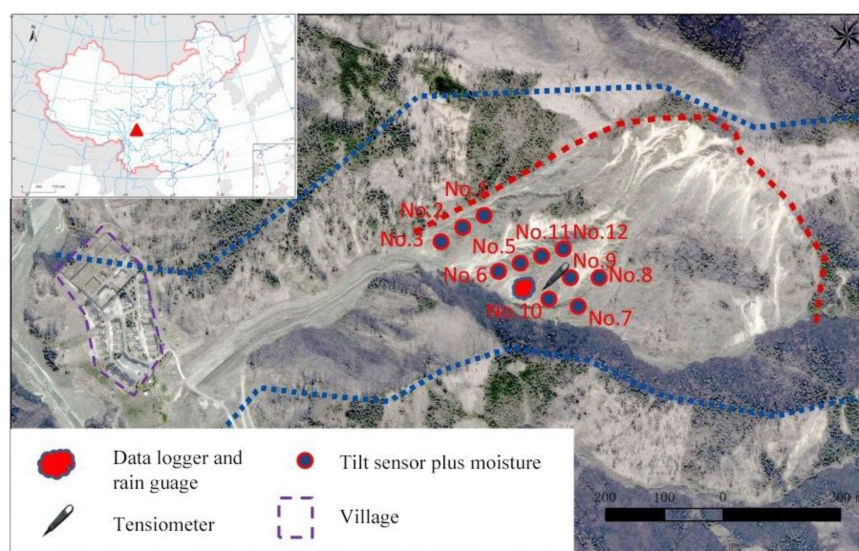 N
No.1
No.2
No.3
No.11
No.12
No.5
No.9
No.6
No.8
No.10
No.7
Data logger and
rain guage
Tilt sensor plus moisture
Tensiometer
Village
200
100
0
200